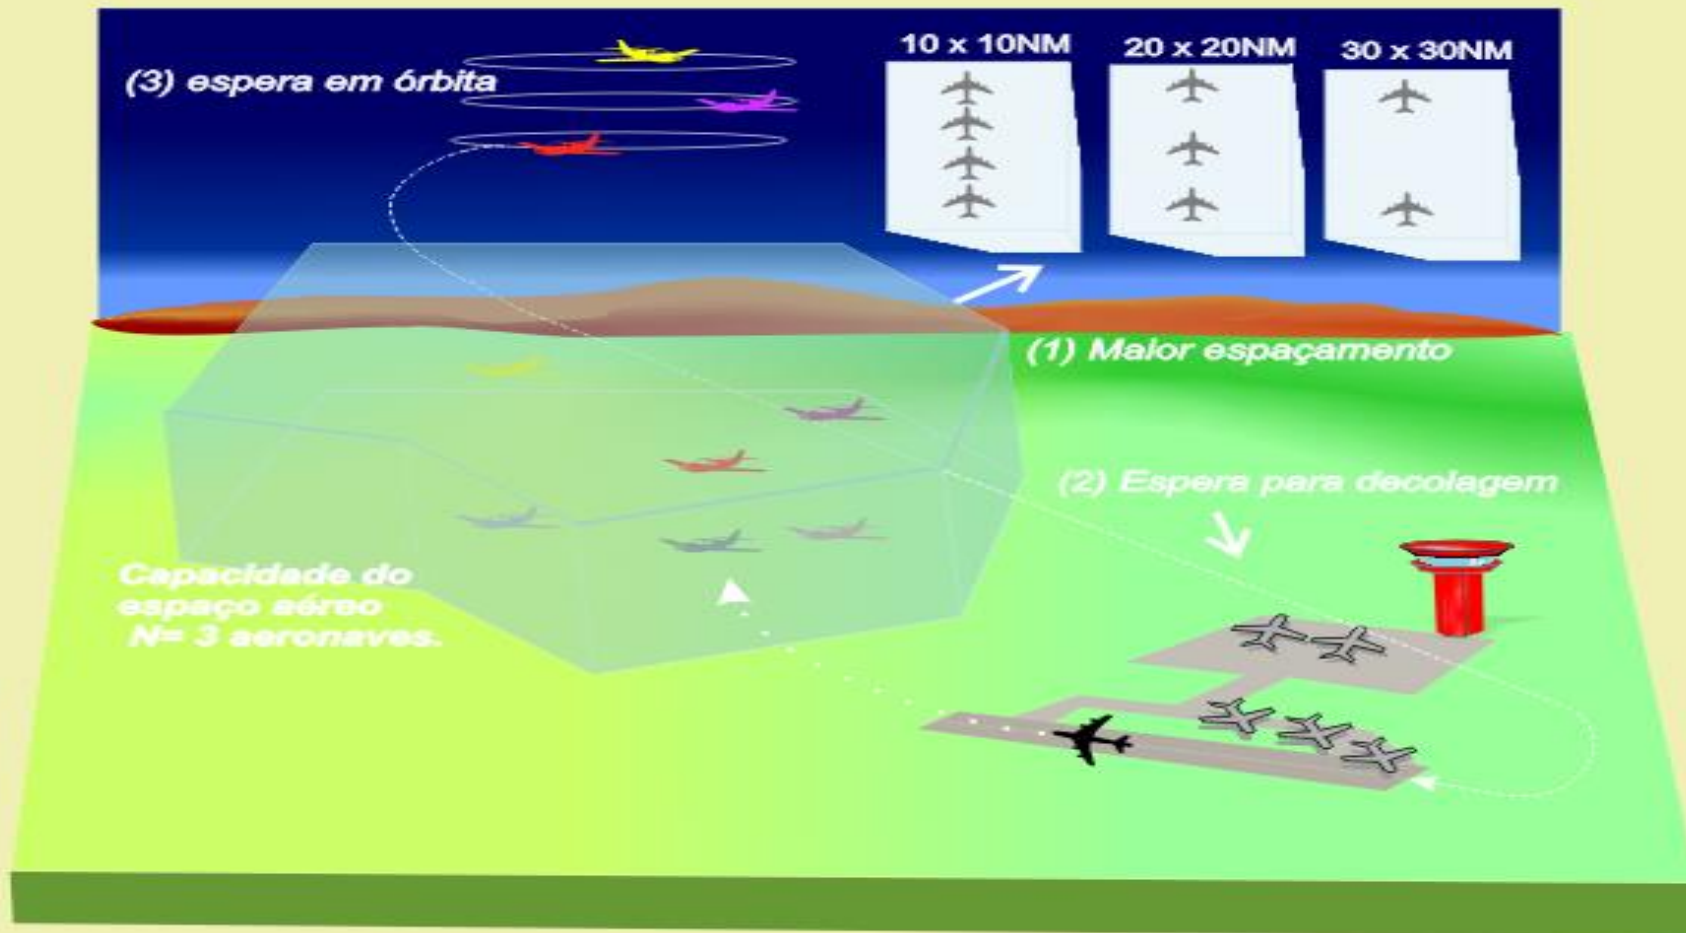 (3) espera em órbita
10 x 10NM
20 x 20NM
30 x 30NM
(1) Maior espaçamento
(2) Espera para decolagem
Capacidade do
espaço aéreo
N= 3 aeronaves.